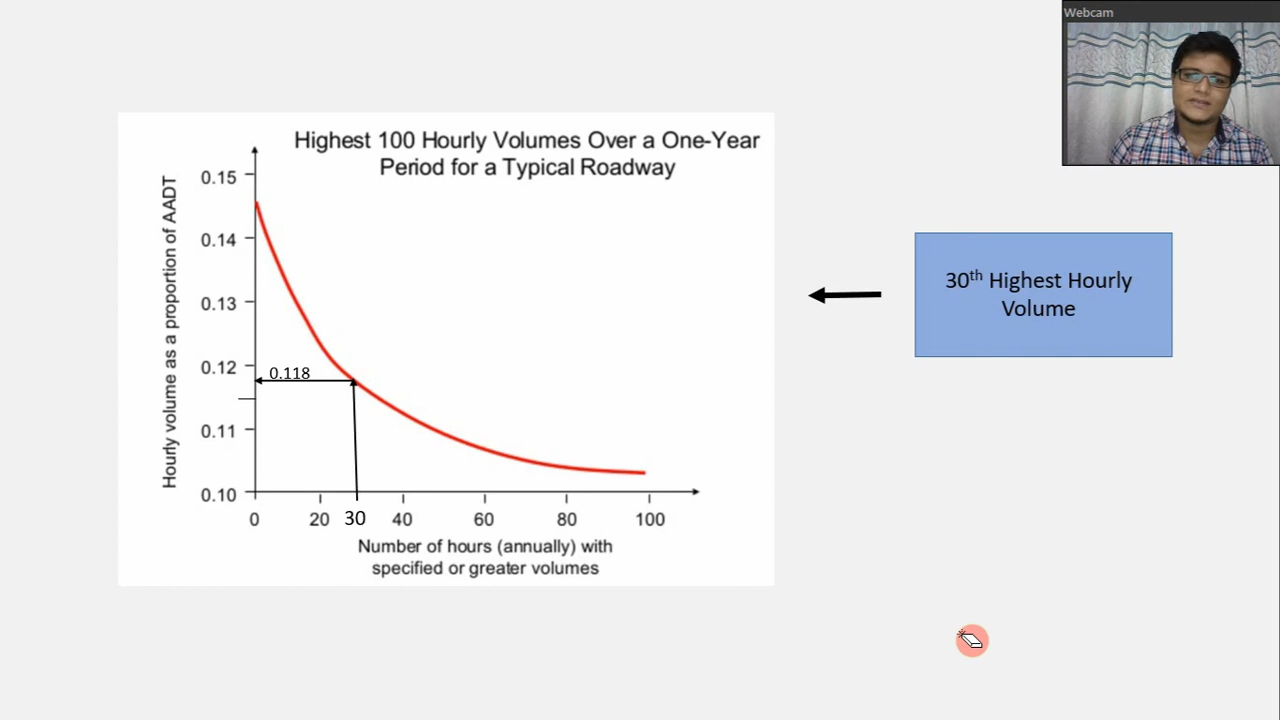 Webcam
Highest 100 Hourly Volumes Over a One-Year
Period for a Typical Roadway
Hourly volume as a proportion of AADT
0.15
0.14
0.13
0.12
0.118
0.11
0.10
0 20 30 40 60 80 100
Number of hours (annually) with
specified or greater volumes
30th Highest Hourly
Volume